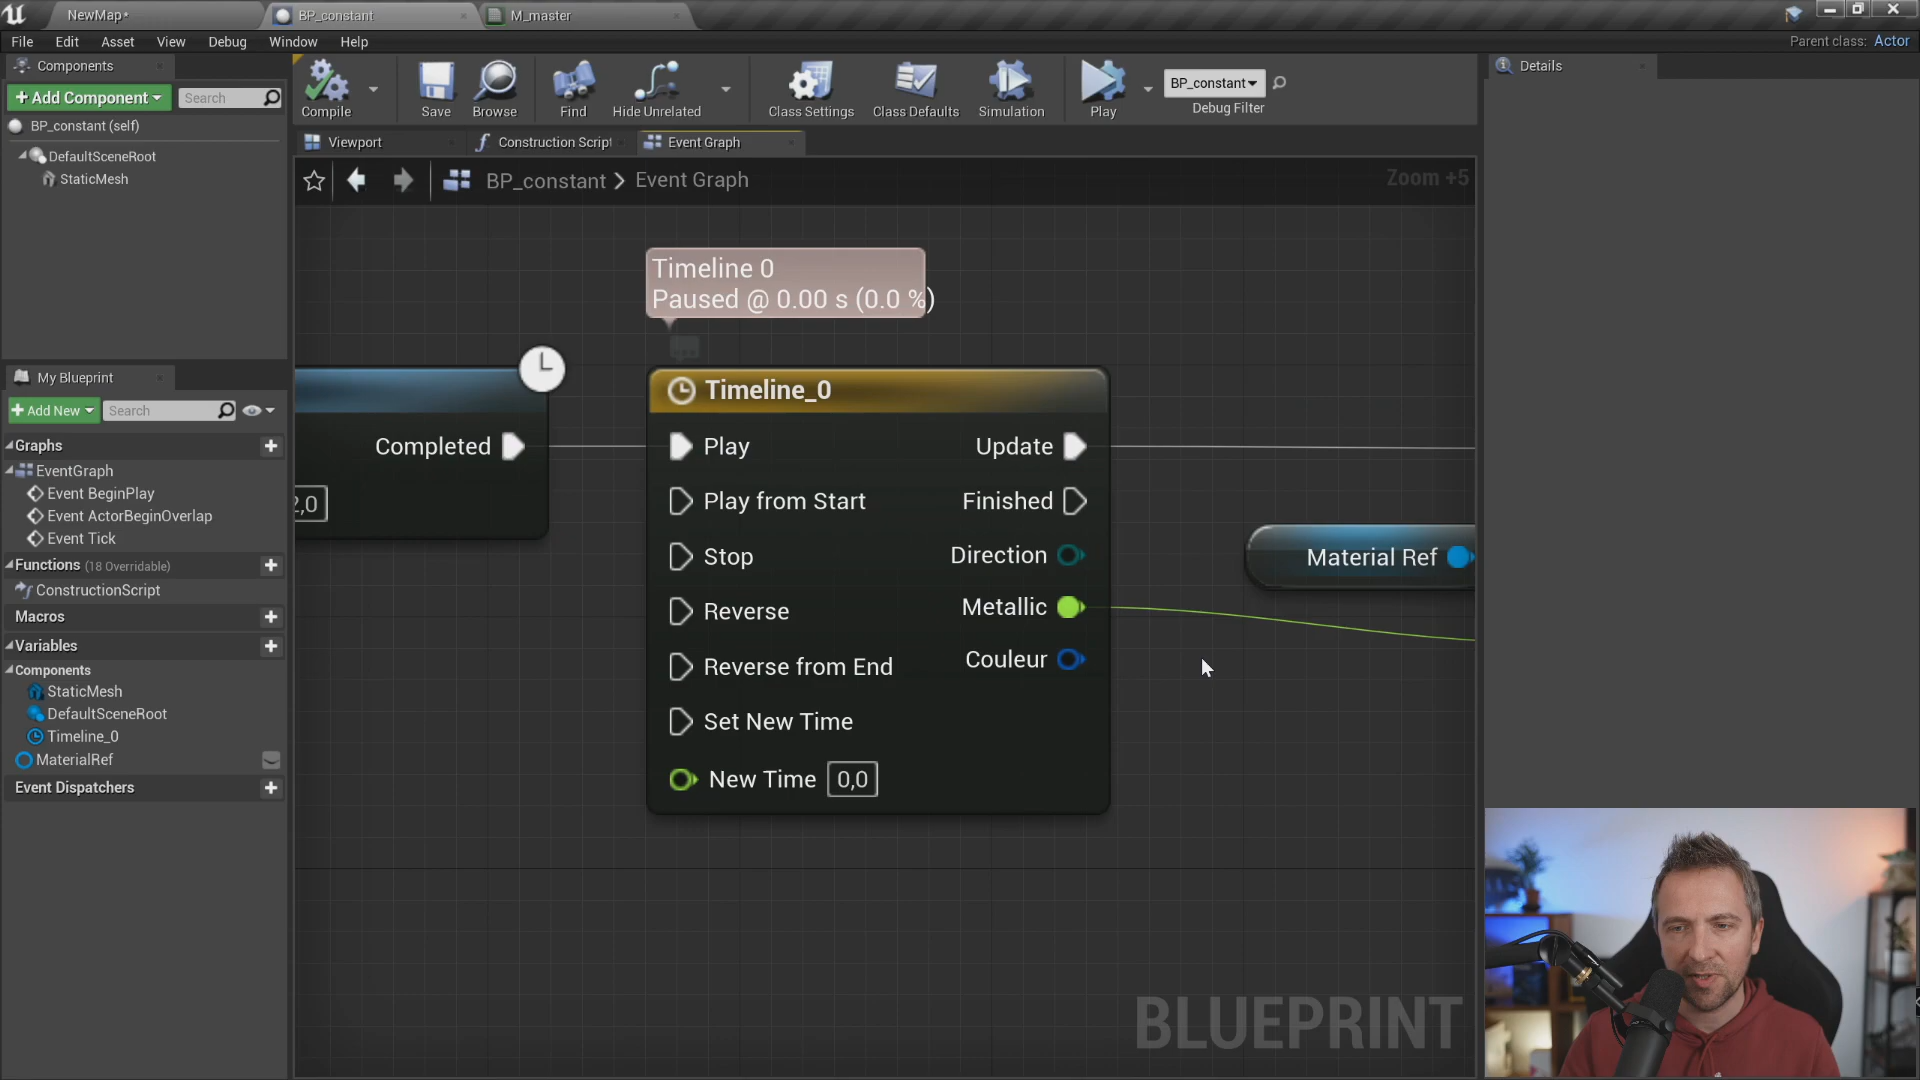 NewMap*
BP_constant
M_master
File
Edit
Asset
View
Debug
Window
Help
Parent class: Actor
Components
+ Add Component
Search
BP_constant (self)
DefaultSceneRoot
StaticMesh
Compile
Save
Browse
Find
Hide Unrelated
Class Settings
Class Defaults
Simulation
Play
BP_constant
Debug Filter
Details
Viewport
Construction Script
Event Graph
BP_constant > Event Graph
Zoom +5
My Blueprint
+ Add New
Search
Graphs
EventGraph
Event BeginPlay
Event ActorBeginOverlap
Event Tick
Functions (18 Overridable)
ConstructionScript
Macros
Variables
Components
StaticMesh
DefaultSceneRoot
Timeline_0
MaterialRef
Event Dispatchers
Timeline 0
Paused @ 0.00 s (0.0 %)
Completed
2,0
Timeline_0
Play
Update
Play from Start
Finished
Stop
Direction
Reverse
Metallic
Reverse from End
Couleur
Set New Time
New Time 0,0
Material Ref
BLUEPRINT